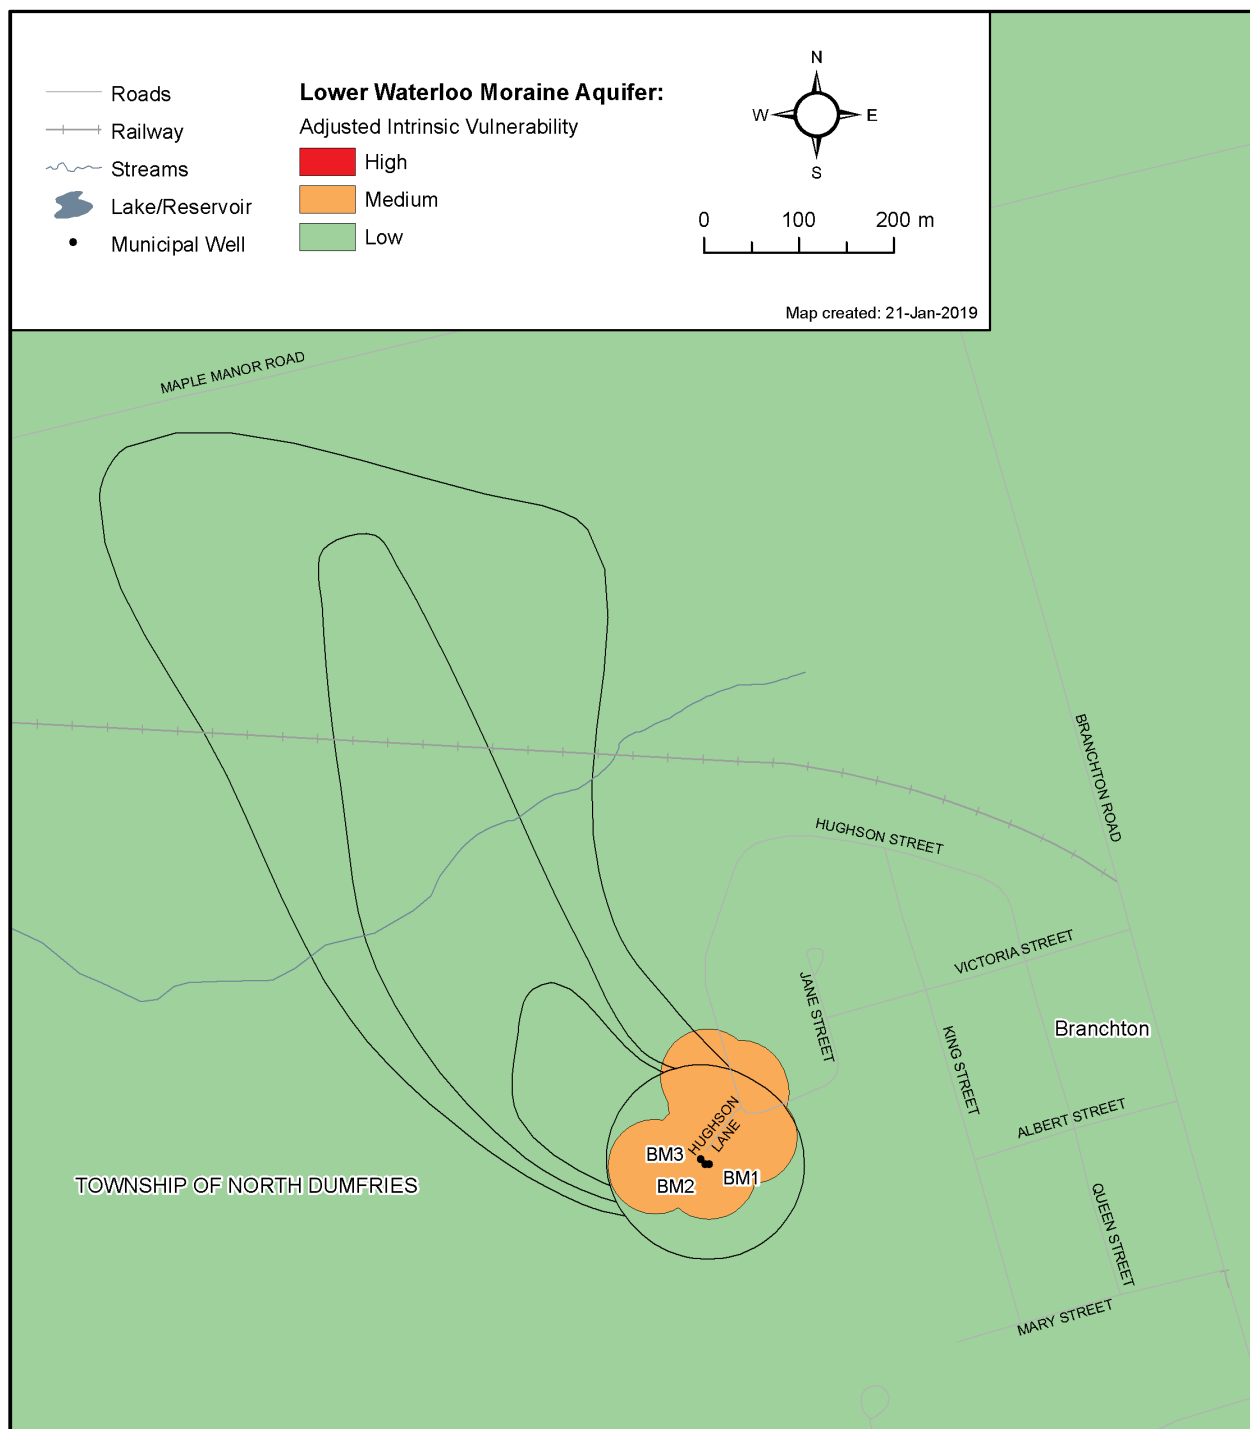 Roads
Railway
Streams
Lake/Reservoir
Municipal Well
Lower Waterloo Moraine Aquifer:
Adjusted Intrinsic Vulnerability
High
Medium
Low
N
W
E
S
0
100
200 m
Map created: 21-Jan-2019
MAPLE MANOR ROAD
BRANCHTON ROAD
HUGHSON STREET
VICTORIA STREET
JANE STREET
KING STREET
Branchton
ALBERT STREET
HUGHSON
LANE
BM3
BM2
BM1
TOWNSHIP OF NORTH DUMFRIES
QUEEN STREET
MARY STREET